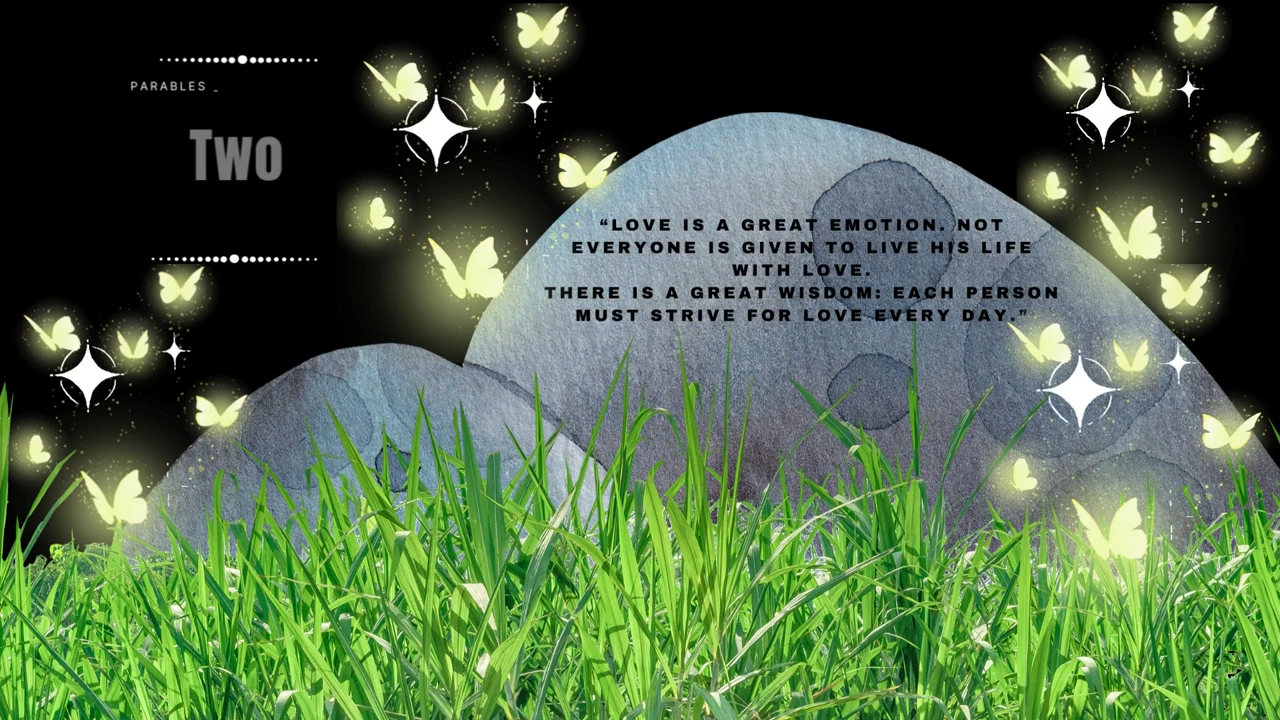 PARABLES _
Two
“LOVE IS A GREAT EMOTION. NOT
EVERYONE IS GIVEN TO LIVE HIS LIFE
WITH LOVE.
THERE IS A GREAT WISDOM: EACH PERSON
MUST STRIVE FOR LOVE EVERY DAY.”